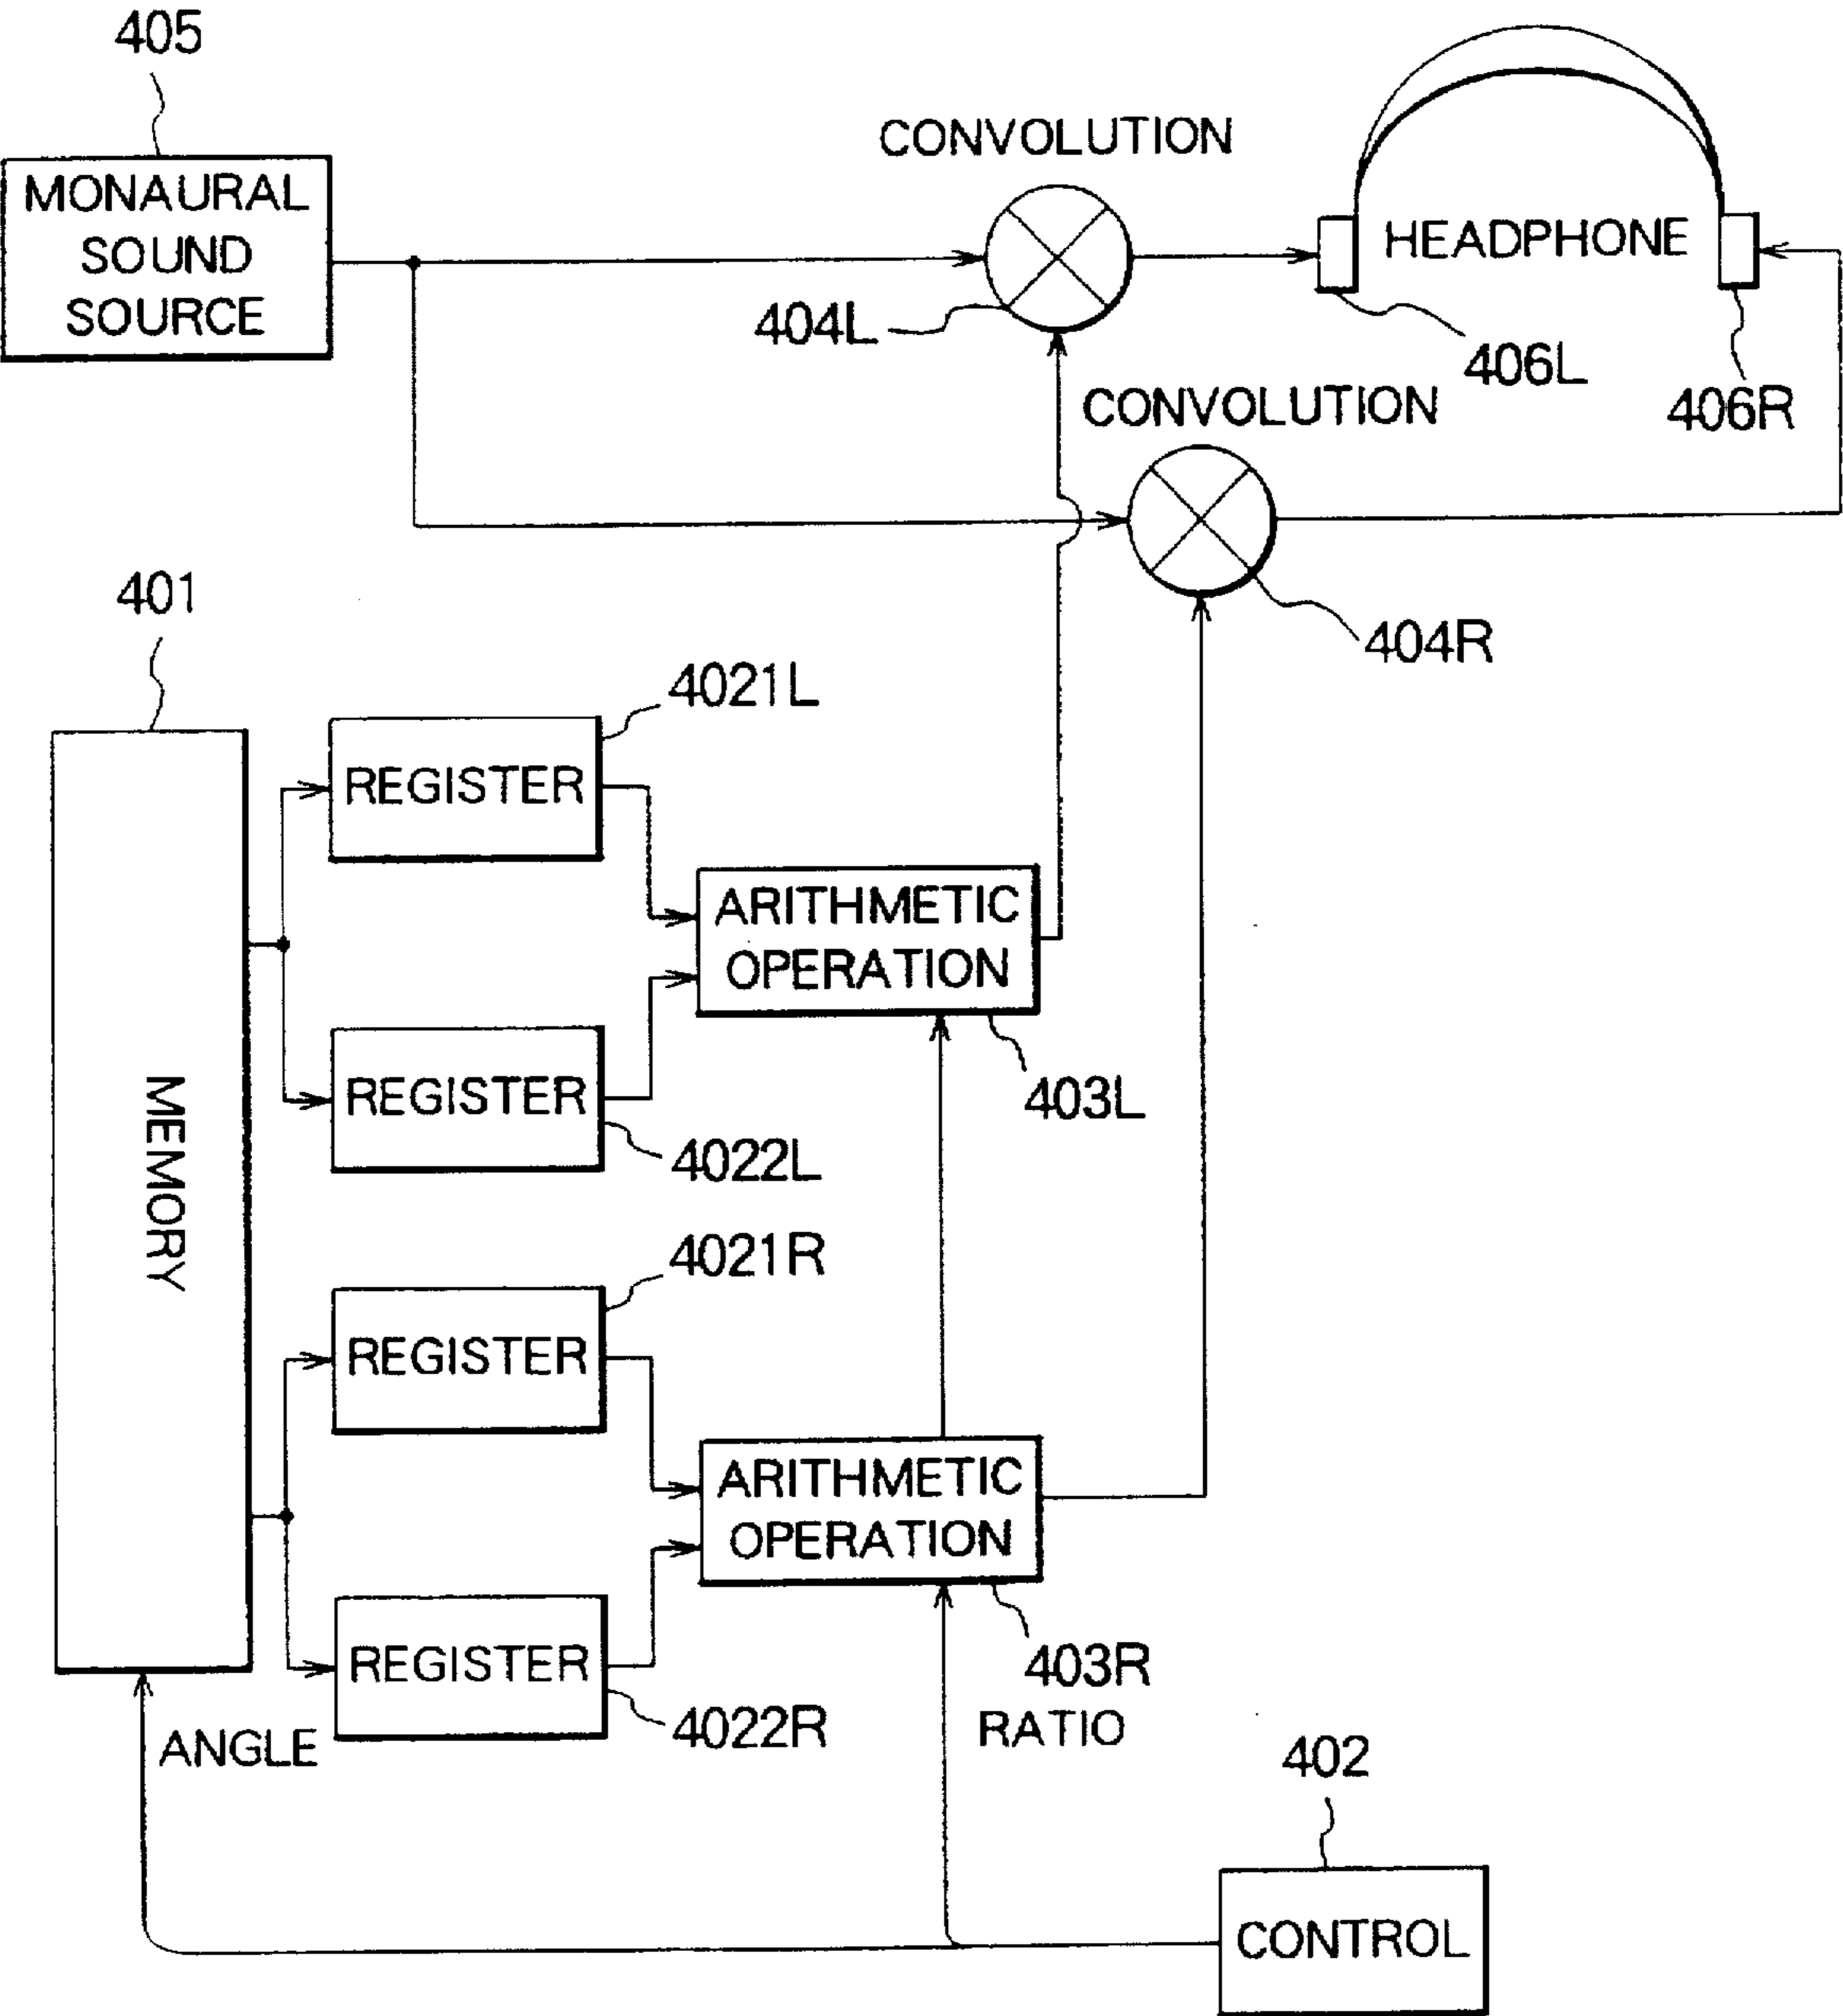 405
MONAURAL
SOUND
SOURCE
CONVOLUTION
404L
HEADPHONE
406L
406R
CONVOLUTION
404R
401
MEMORY
4021L
REGISTER
ARITHMETIC
OPERATION
403L
REGISTER
4022L
4021R
REGISTER
ARITHMETIC
OPERATION
403R
REGISTER
4022R
ANGLE
RATIO
402
CONTROL